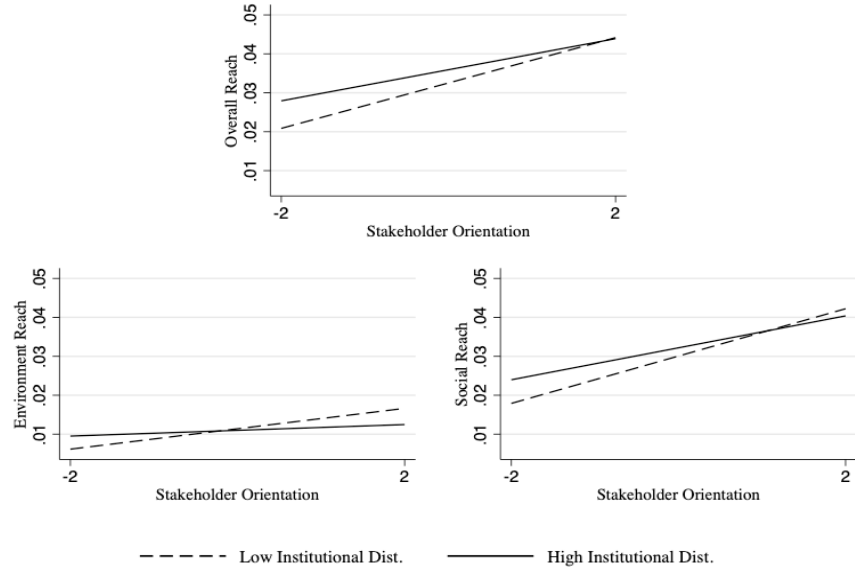 Overall Reach
.05
.04
.03
.02
.01
-2
2
Stakeholder Orientation
Environment Reach
.05
.04
.03
.02
.01
-2
2
Stakeholder Orientation
Social Reach
.05
.04
.03
.02
.01
-2
2
Stakeholder Orientation
Low Institutional Dist.
High Institutional Dist.